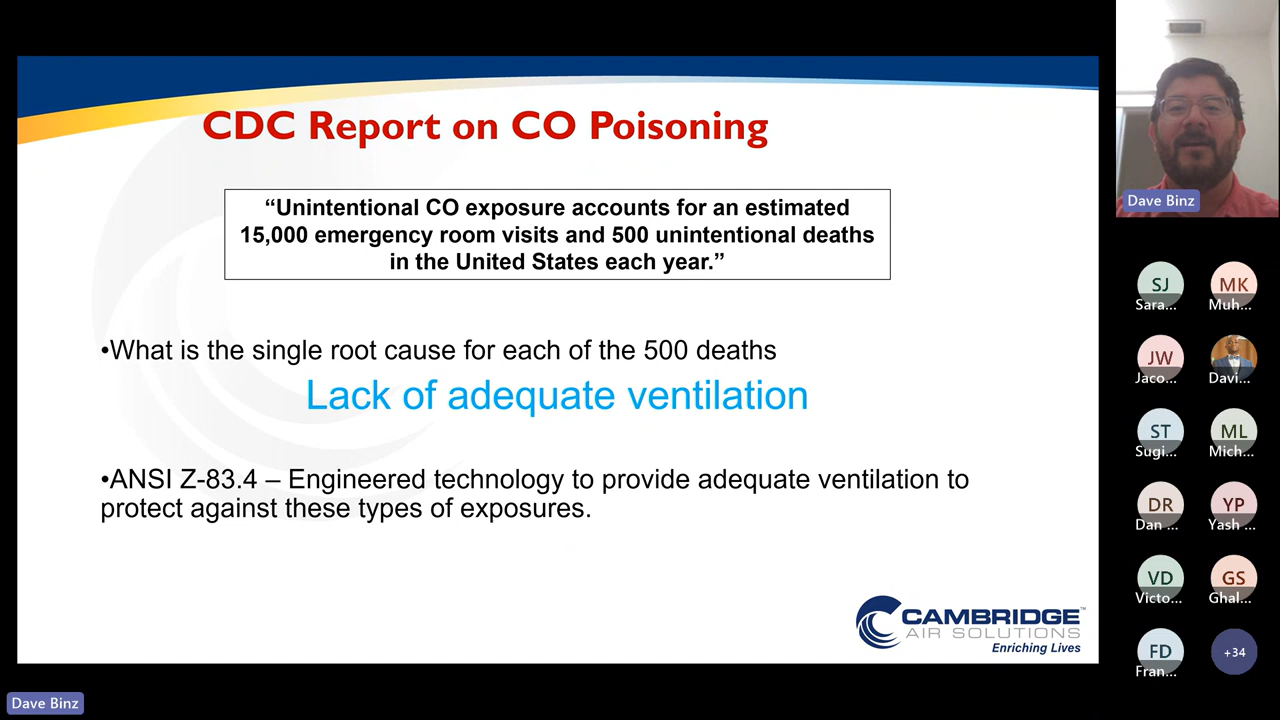 CDC Report on CO Poisoning
“Unintentional CO exposure accounts for an estimated
15,000 emergency room visits and 500 unintentional deaths
in the United States each year.”
•What is the single root cause for each of the 500 deaths
Lack of adequate ventilation
•ANSI Z-83.4 – Engineered technology to provide adequate ventilation to
protect against these types of exposures.
CAMBRIDGE™
AIR SOLUTIONS
Enriching Lives
Dave Binz
SJ
Sara...
MK
Muh...
JW
Jaco...
Davi...
ST
Sugi...
ML
Mich...
DR
Dan ...
YP
Yash ...
VD
Victo...
GS
Ghal...
FD
Fran...
+34
Dave Binz